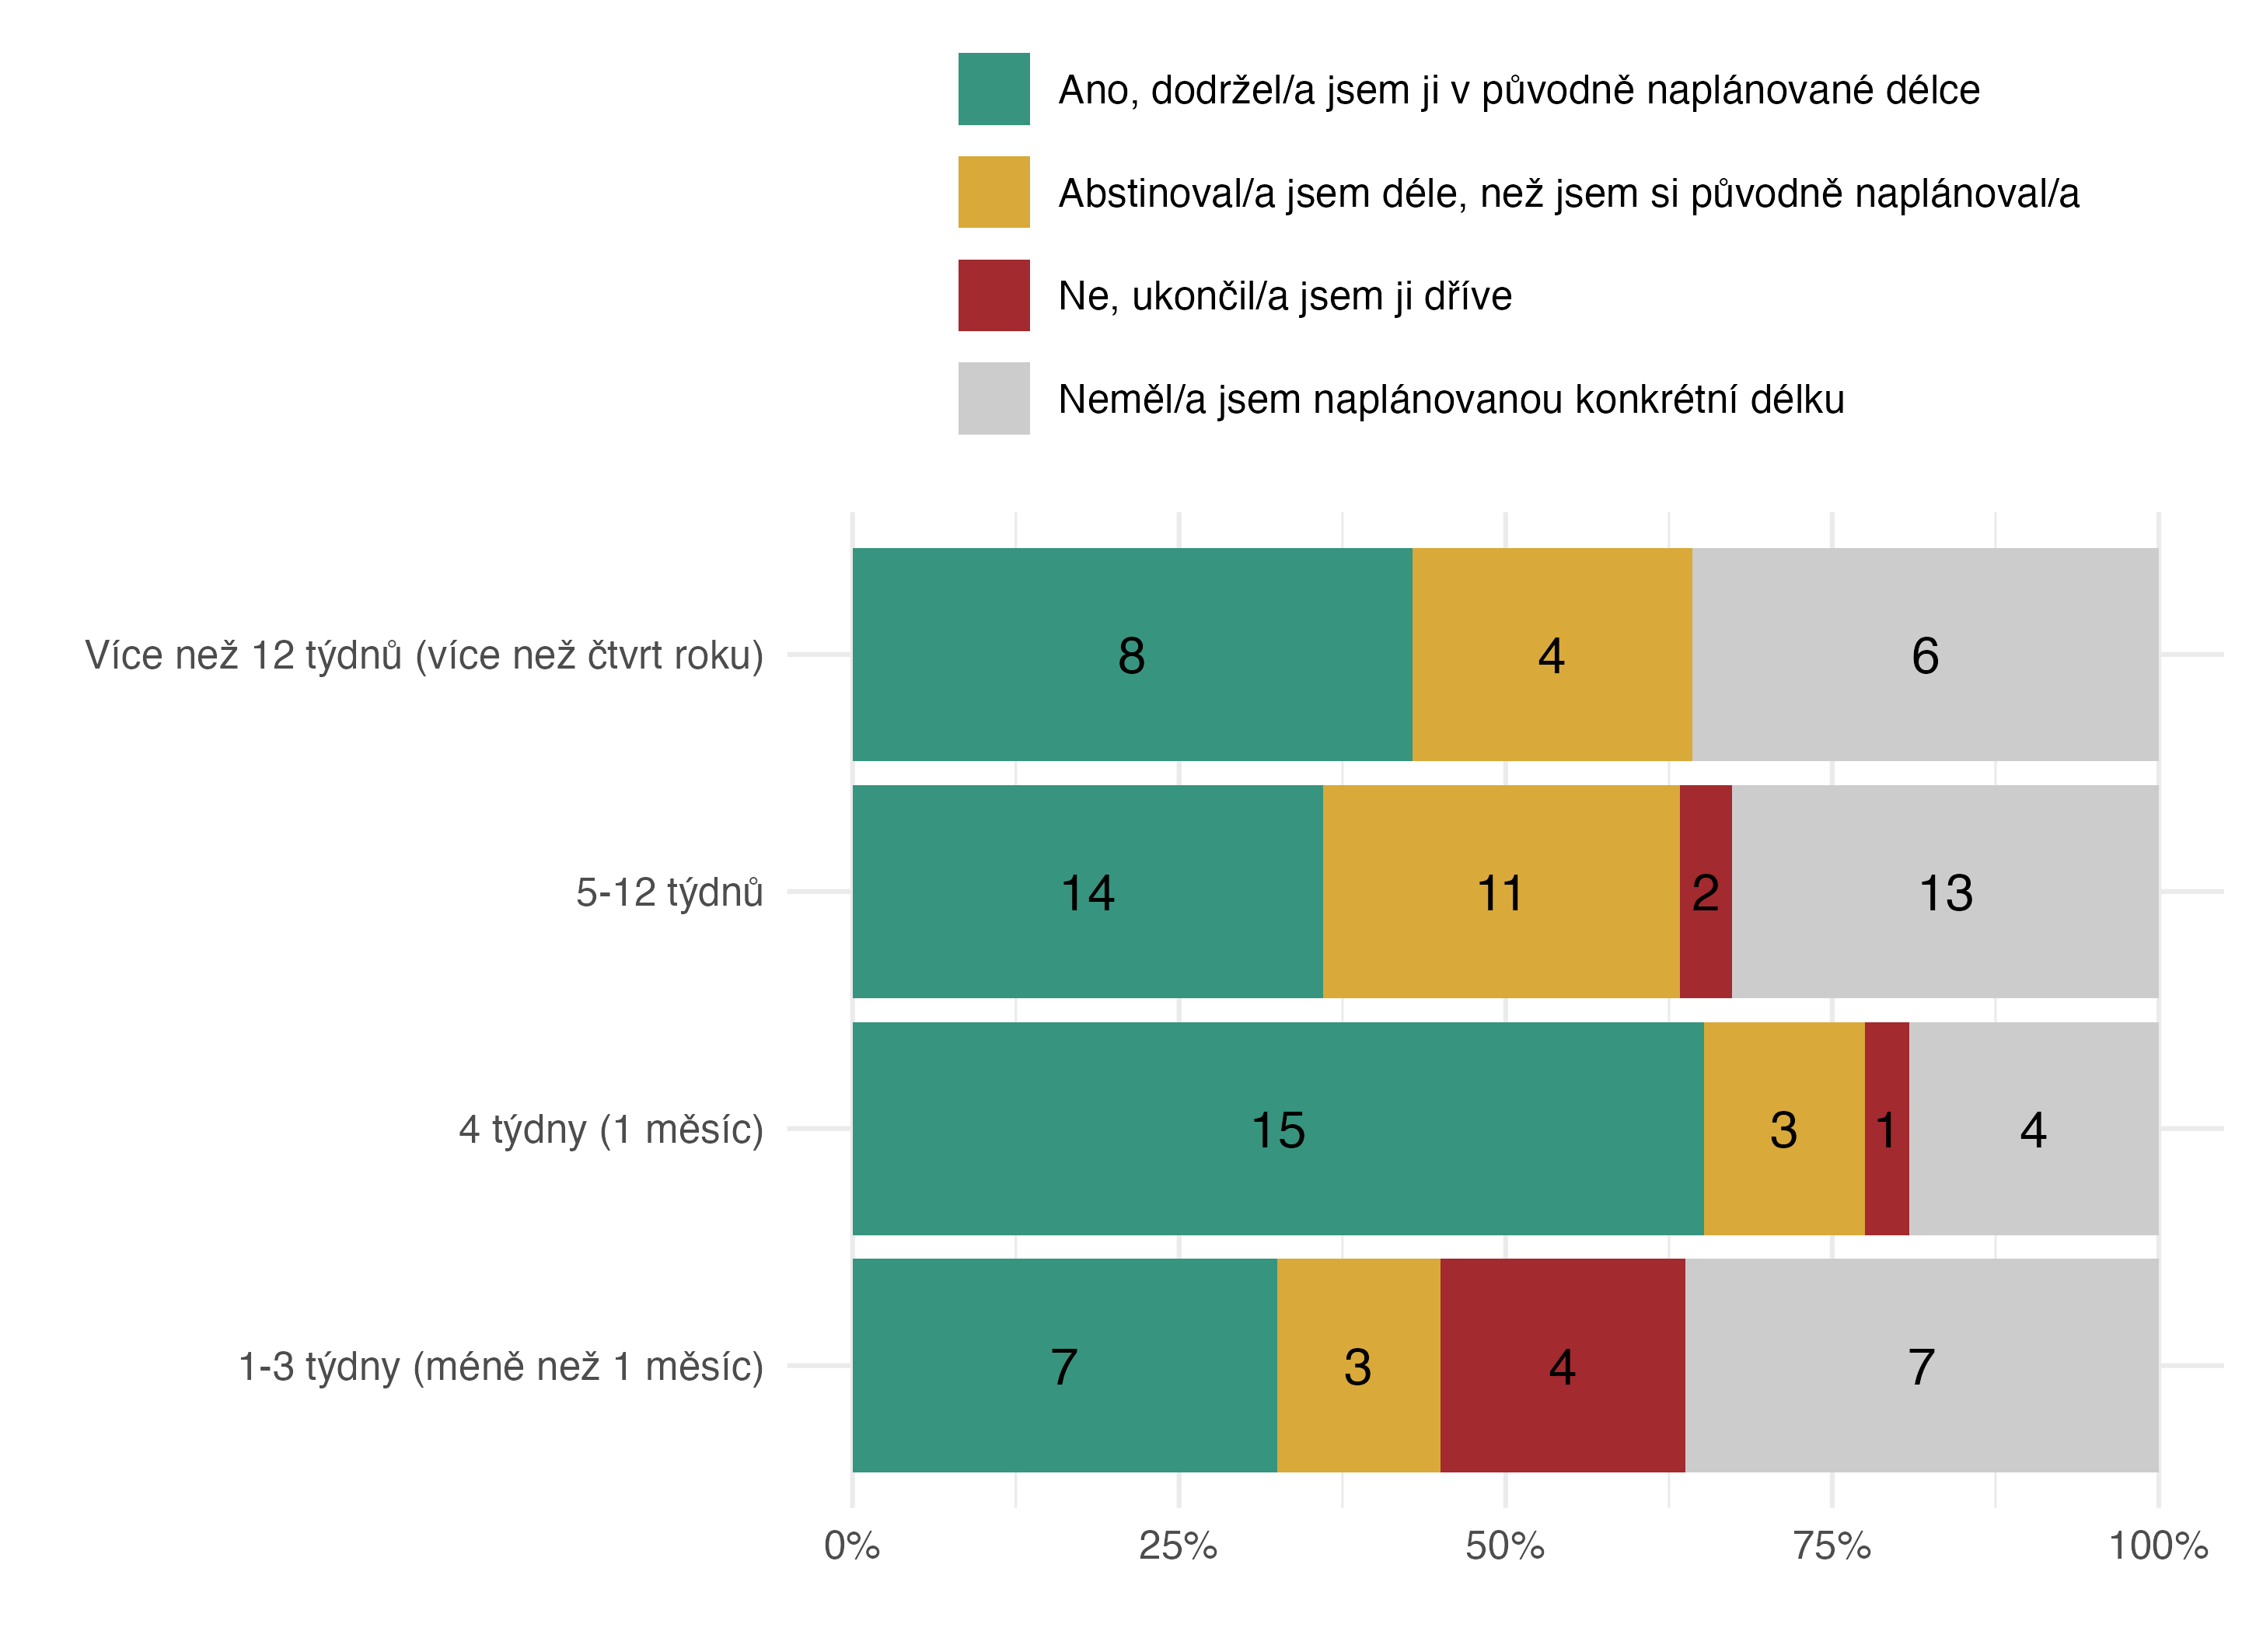 Ano, dodržel/a jsem ji v původně naplánované délce
Abstinoval/a jsem déle, než jsem si původně naplánoval/a
Ne, ukončil/a jsem ji dříve
Neměl/a jsem naplánovanou konkrétní délku
Více než 12 týdnů (více než čtvrt roku)
8
4
6
5-12 týdnů
14
11
2
13
4 týdny (1 měsíc)
15
3
1
4
1-3 týdny (méně než 1 měsíc)
7
3
4
7
0%
25%
50%
75%
100%